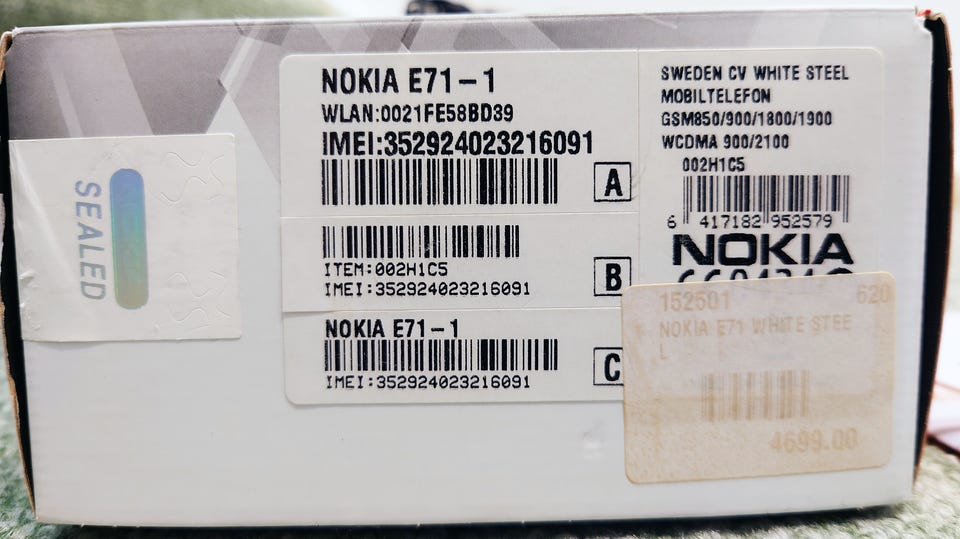 SEALED
NOKIA E71-1
WLAN:0021FE58BD39
IMEI:352924023216091
A
ITEM:002H1C5
IMEI:352924023216091
B
NOKIA E71-1
IMEI:352924023216091
C
SWEDEN CV WHITE STEEL
MOBILTELEFON
GSM850/900/1800/1900
WCDMA 900/2100
002H1C5
6 417182 952579
NOKIA
152501 620
NOKIA E71 WHITE STEE
L
4699.00